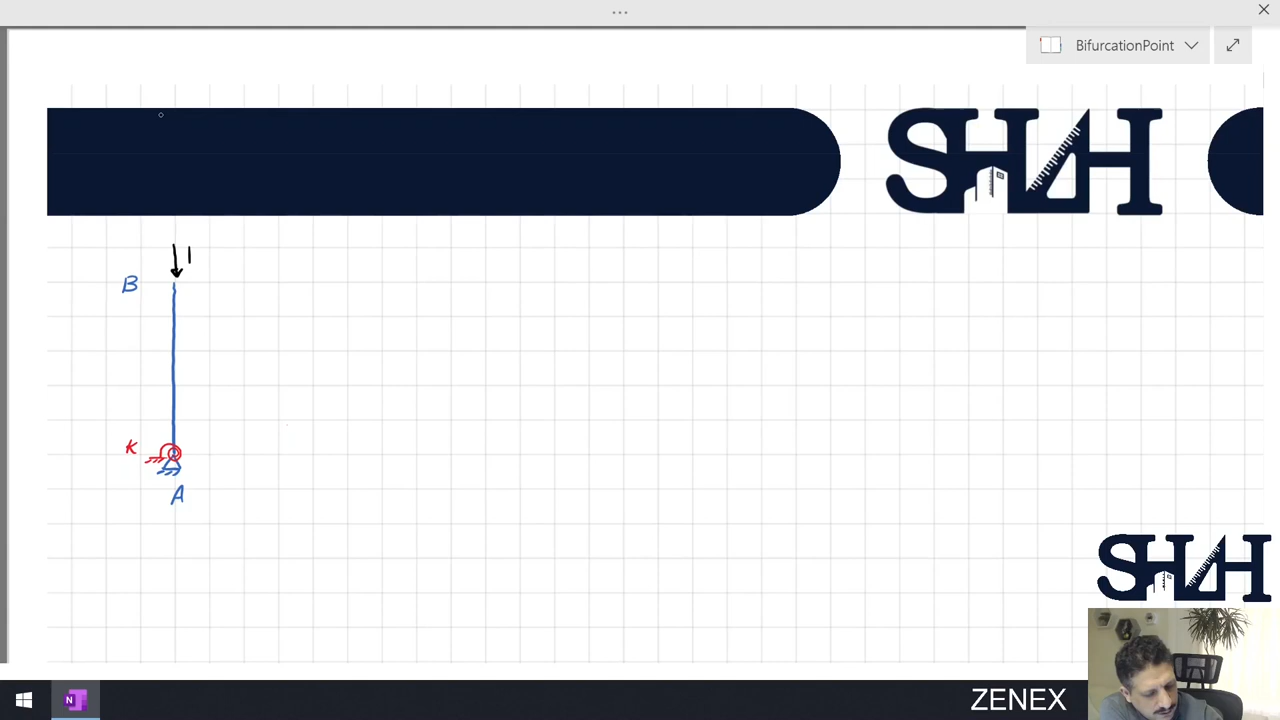 BifurcationPoint
SHAH
B
K
A
SHAH
N
ZENEX